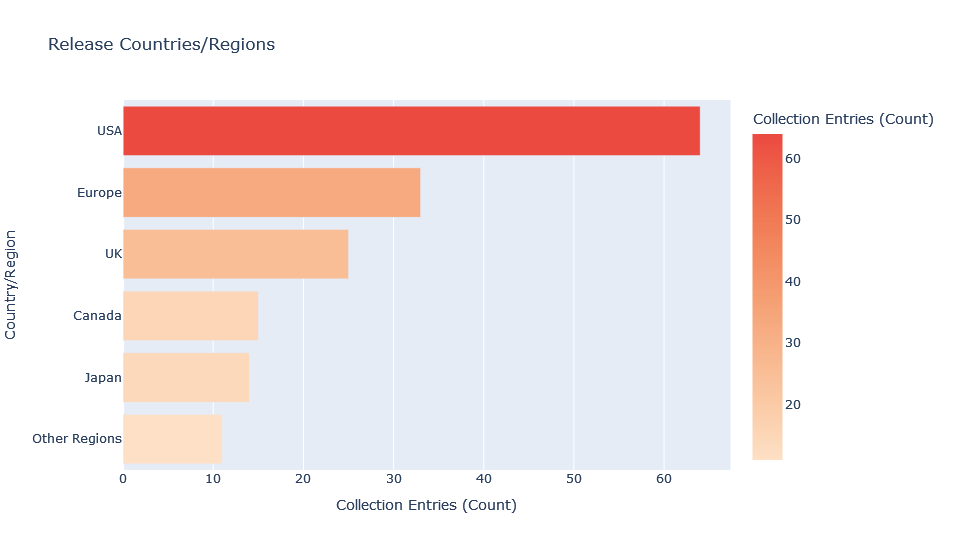 Release Countries/Regions
Country/Region
USA
Europe
UK
Canada
Japan
Other Regions
0 10 20 30 40 50 60
Collection Entries (Count)
Collection Entries (Count)
60
50
40
30
20